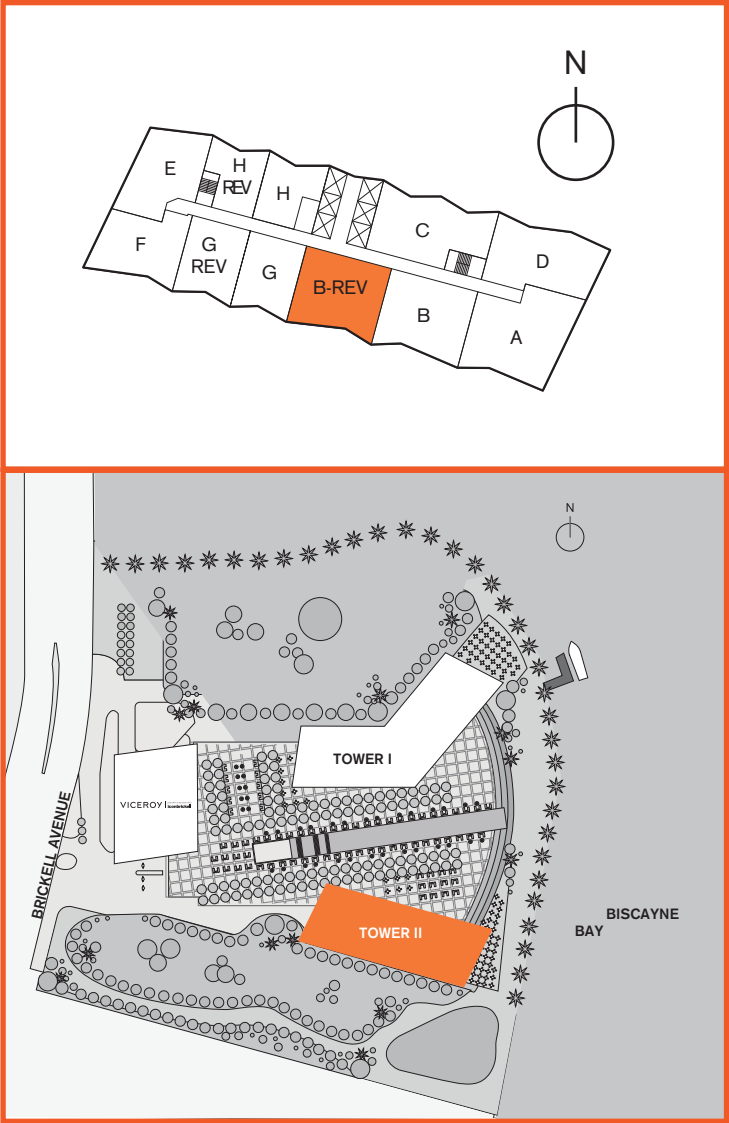 N
E
H
REV
H
C
D
F
G
REV
G
B-REV
B
A
N
TOWER I
VICEROY
BRICKELL AVENUE
TOWER II
BISCAYNE
BAY